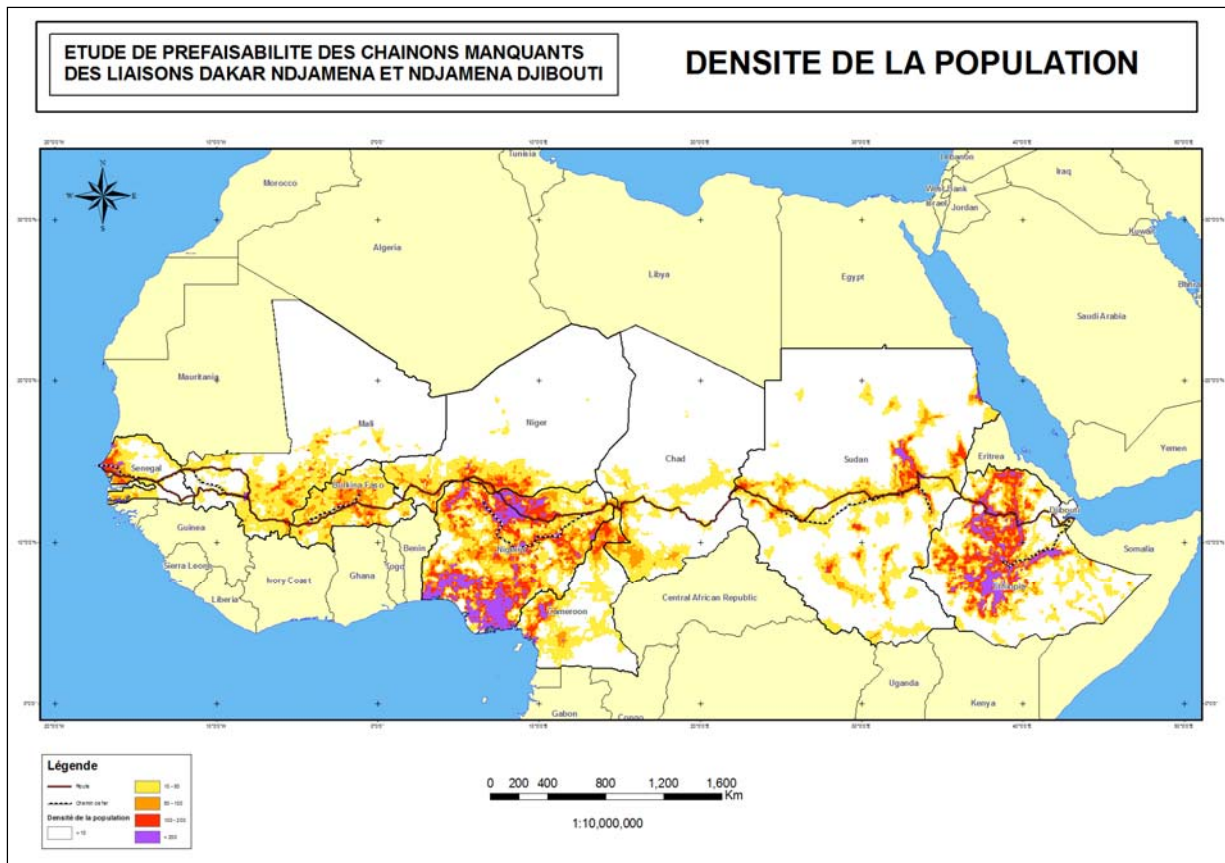 ETUDE DE PREFAISABILITE DES CHAINONS MANQUANTS
DES LIAISONS DAKAR NDJAMENA ET NDJAMENA DJIBOUTI
DENSITE DE LA POPULATION
N
W E
S
Tunisia
Lebanon
Morocco
Iraq
West Bank
Israel
Jordan
Algeria
Libya
Egypt
Saudi Arabia
Mauritania
Mali
Niger
Chad
Sudan
Eritrea
Yemen
Senegal
Burkina Faso
Djibouti
Guinea
Nigeria
Benin
Togo
Ghana
Ivory Coast
Liberia
Somalia
Ethiopia
Cameroon
Central African Republic
Uganda
Kenya
Gabon
Congo
Légende
Route
Chemin de fer
Densité de la population
0 200 400 800 1,200 1,600
Km
1:10,000,000